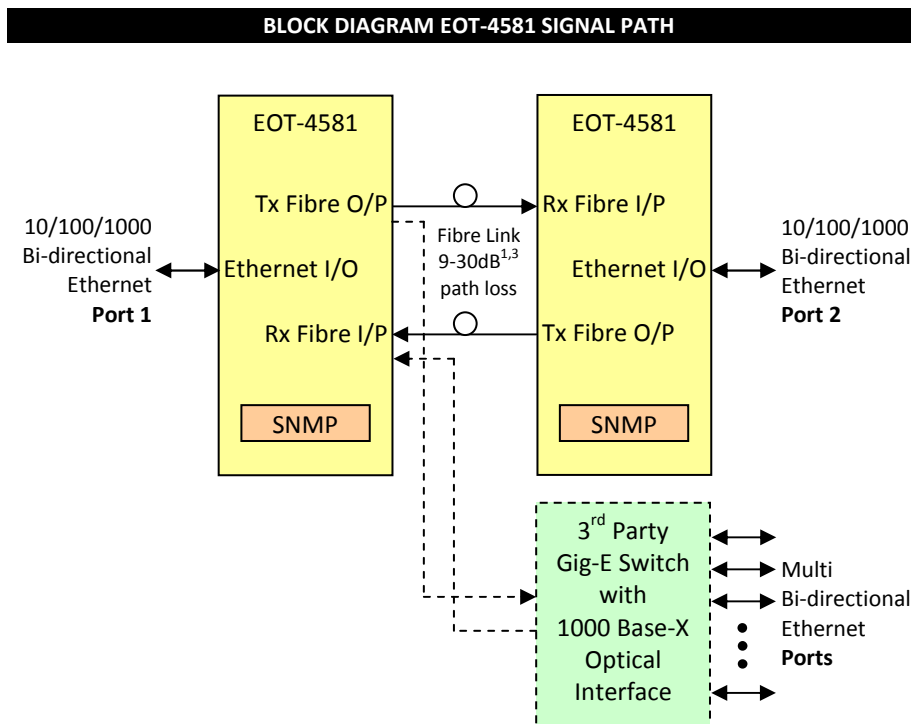 BLOCK DIAGRAM EOT-4581 SIGNAL PATH
EOT-4581
Tx Fibre O/P
Ethernet I/O
Rx Fibre I/P
SNMP
10/100/1000
Bi-directional
Ethernet
Port 1
Fibre Link
9-30dB1,3
path loss
EOT-4581
Rx Fibre I/P
Ethernet I/O
Tx Fibre O/P
SNMP
10/100/1000
Bi-directional
Ethernet
Port 2
3rd Party
Gig-E Switch
with
1000 Base-X
Optical
Interface
Multi
Bi-directional
Ethernet
Ports